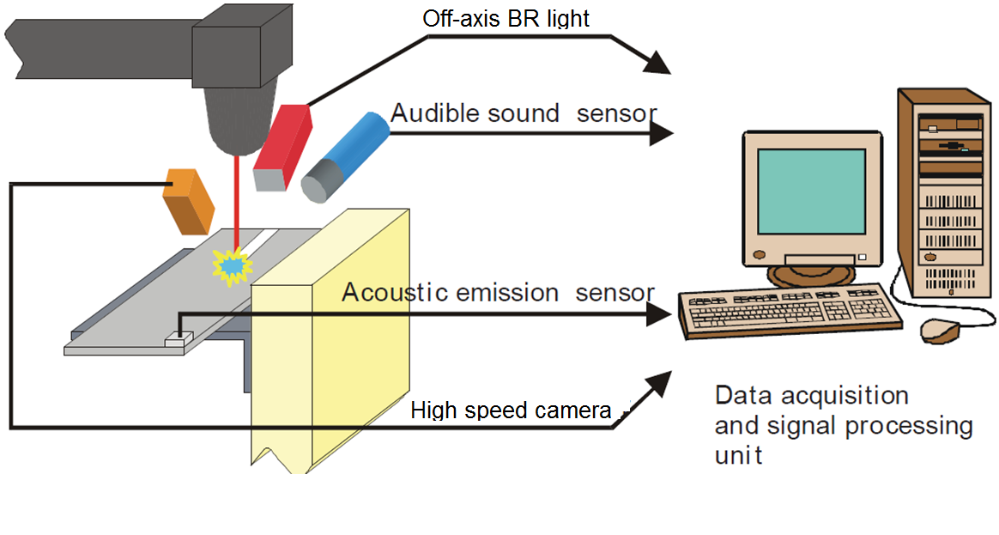 Off-axis BR light
Audible sound sensor
Acoustic emission sensor
High speed camera
Data acquisition
and signal processing
unit